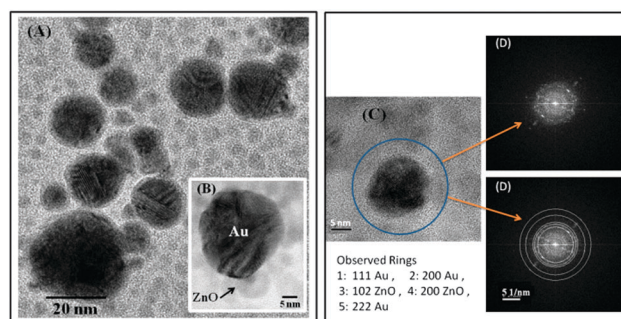 (A)
20 nm
(B)
Au
ZnO
5 nm
(C)
5 nm
(D)
(D)
5 1/nm
Observed Rings
1: 111 Au , 2: 200 Au ,
3: 102 ZnO , 4: 200 ZnO ,
5: 222 Au